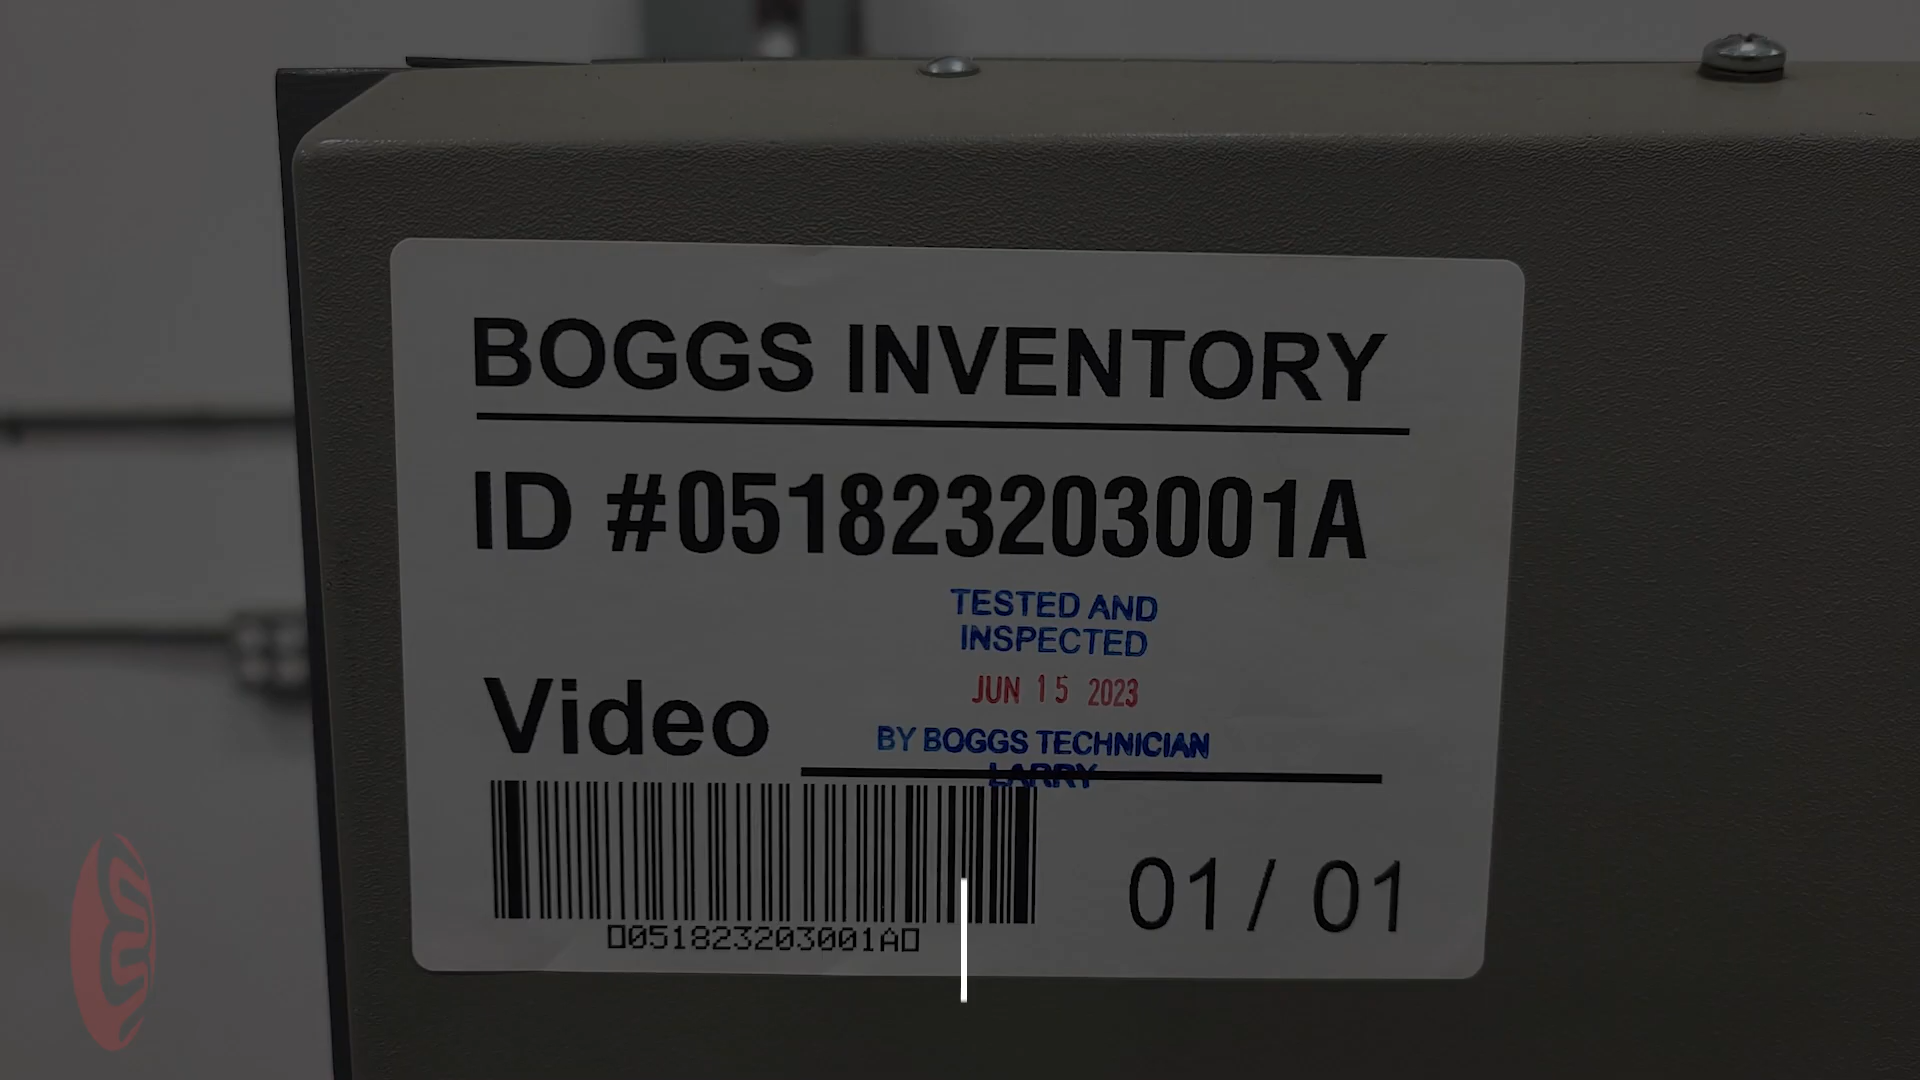 BOGGS INVENTORY
ID #051823203001A
TESTED AND
INSPECTED
JUN 15 2023
Video
BY BOGGS TECHNICIAN
LARRY
051823203001A
01 / 01